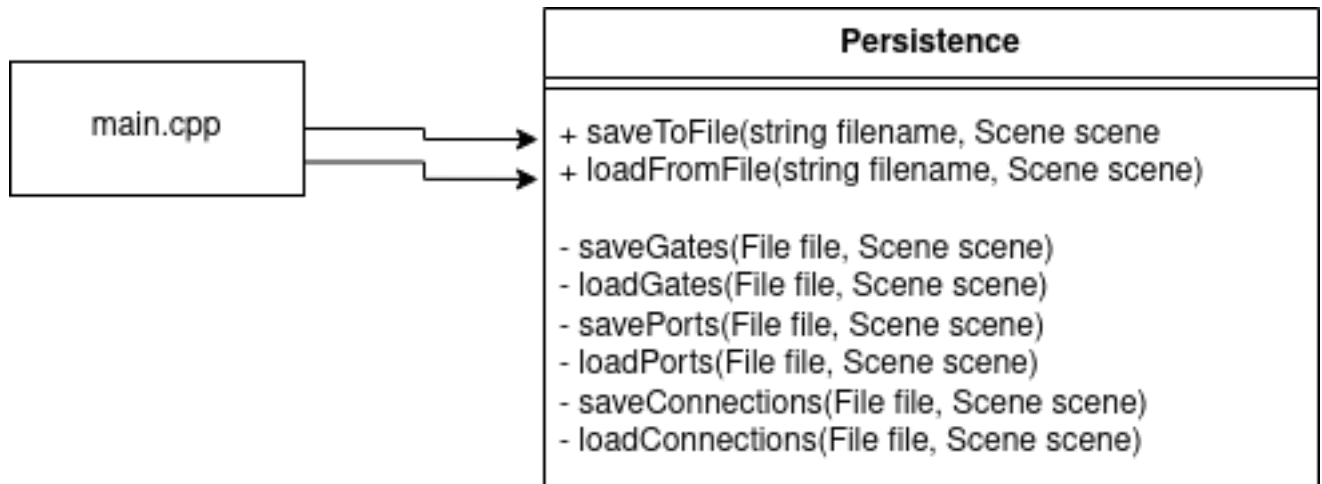 Persistence
main.cpp
+ saveToFile(string filename, Scene scene
+ loadFromFile(string filename, Scene scene)
- saveGates(File file, Scene scene)
- loadGates(File file, Scene scene)
- savePorts(File file, Scene scene)
- loadPorts(File file, Scene scene)
- saveConnections(File file, Scene scene)
- loadConnections(File file, Scene scene)